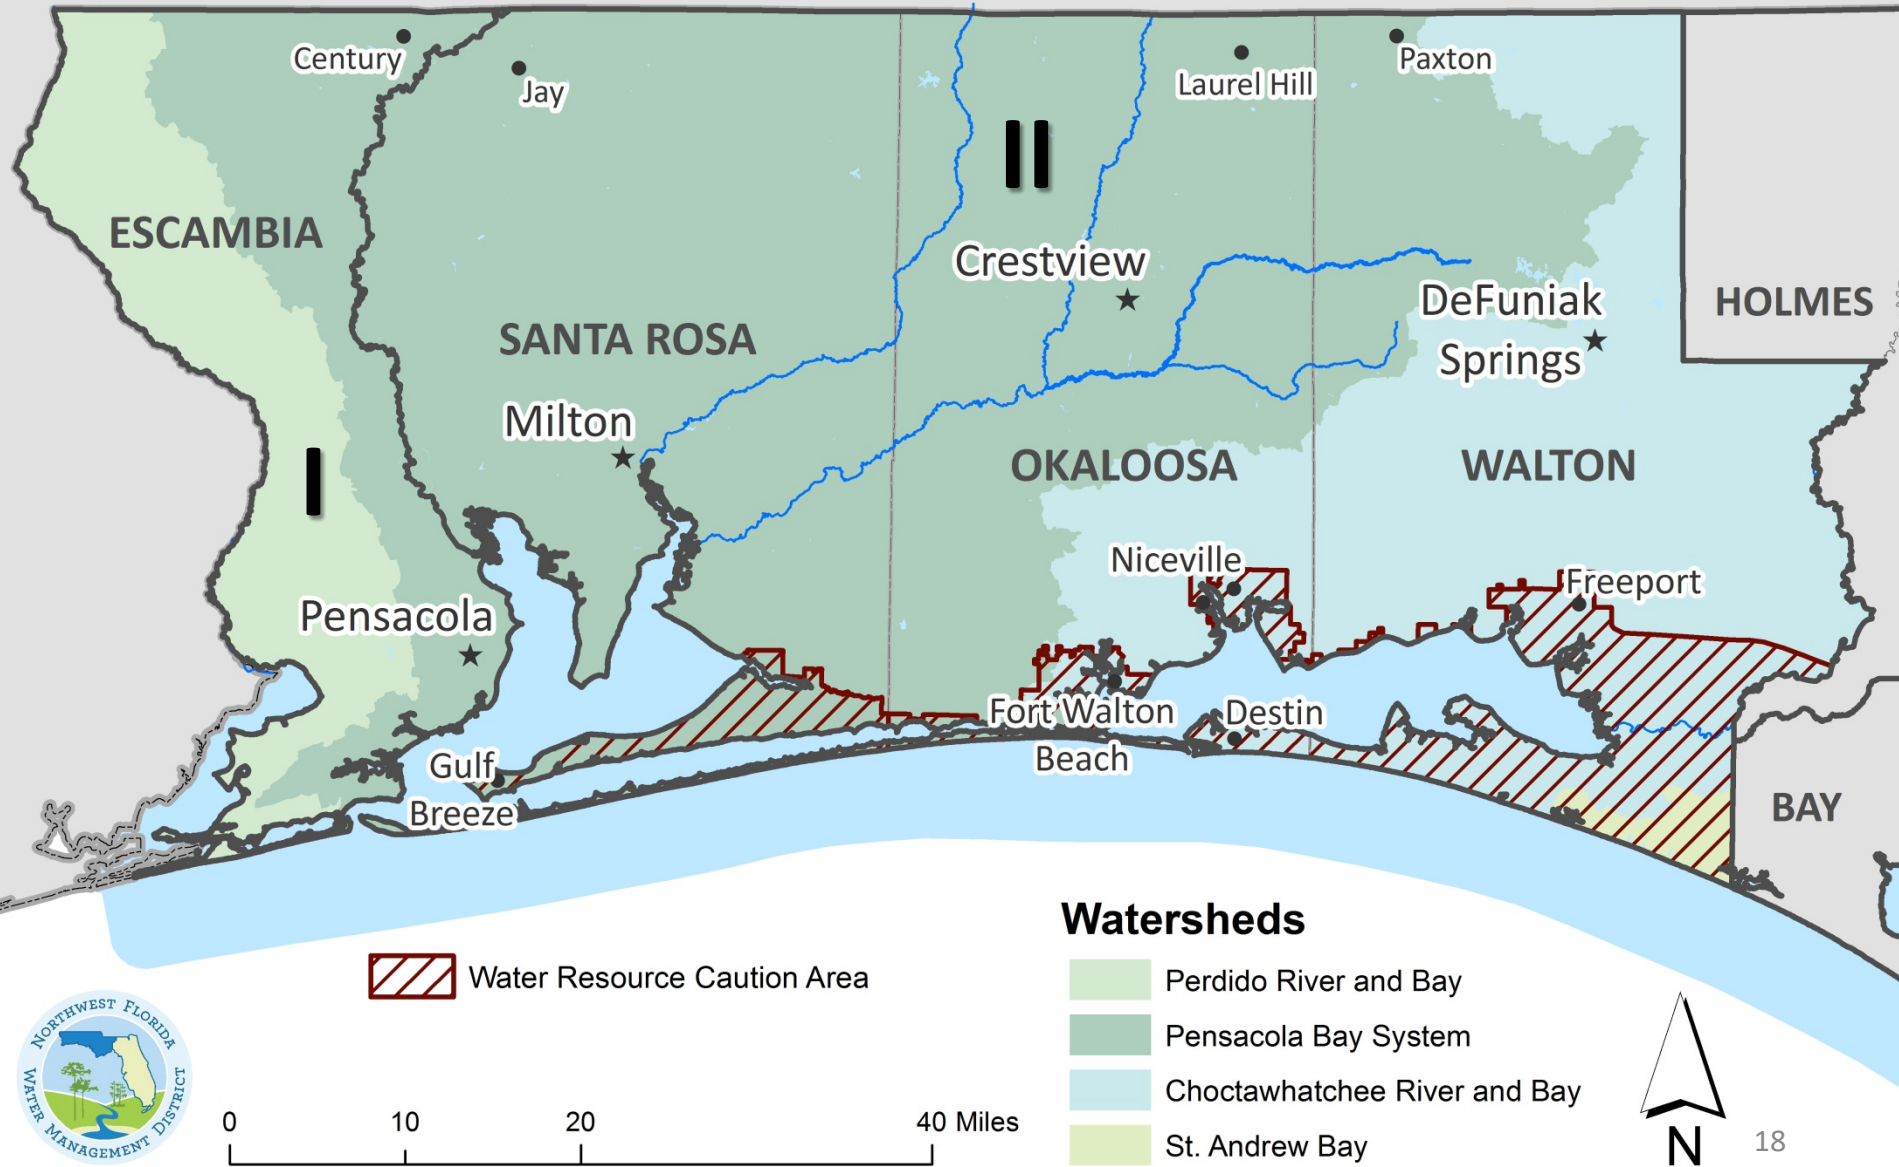 Century
Jay
Laurel Hill
Paxton
II
ESCAMBIA
Crestview
DeFuniak
Springs
HOLMES
SANTA ROSA
Milton
I
OKALOOSA
WALTON
Niceville
Freeport
Pensacola
Fort Walton
Beach
Destin
Gulf
Breeze
BAY
Water Resource Caution Area
Watersheds
Perdido River and Bay
Pensacola Bay System
Choctawhatchee River and Bay
St. Andrew Bay
NORTHWEST FLORIDA
WATER MANAGEMENT DISTRICT
0 10 20 40 Miles
N
18